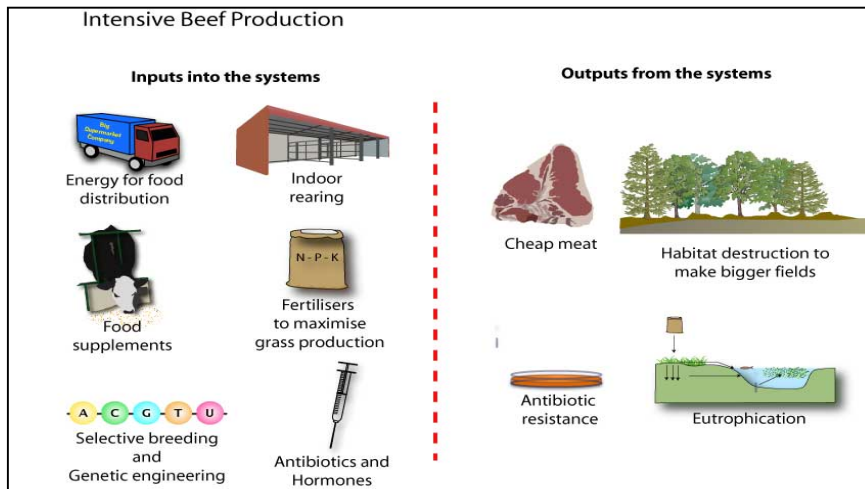 Intensive Beef Production
Inputs into the systems
Big
Supermarket
Company
Energy for food
distribution
Indoor
rearing
Food
supplements
N - P - K
Fertilisers
to maximise
grass production
A C G T U
Selective breeding
and
Genetic engineering
Antibiotics and
Hormones
Outputs from the systems
Cheap meat
Habitat destruction to
make bigger fields
Antibiotic
resistance
Eutrophication